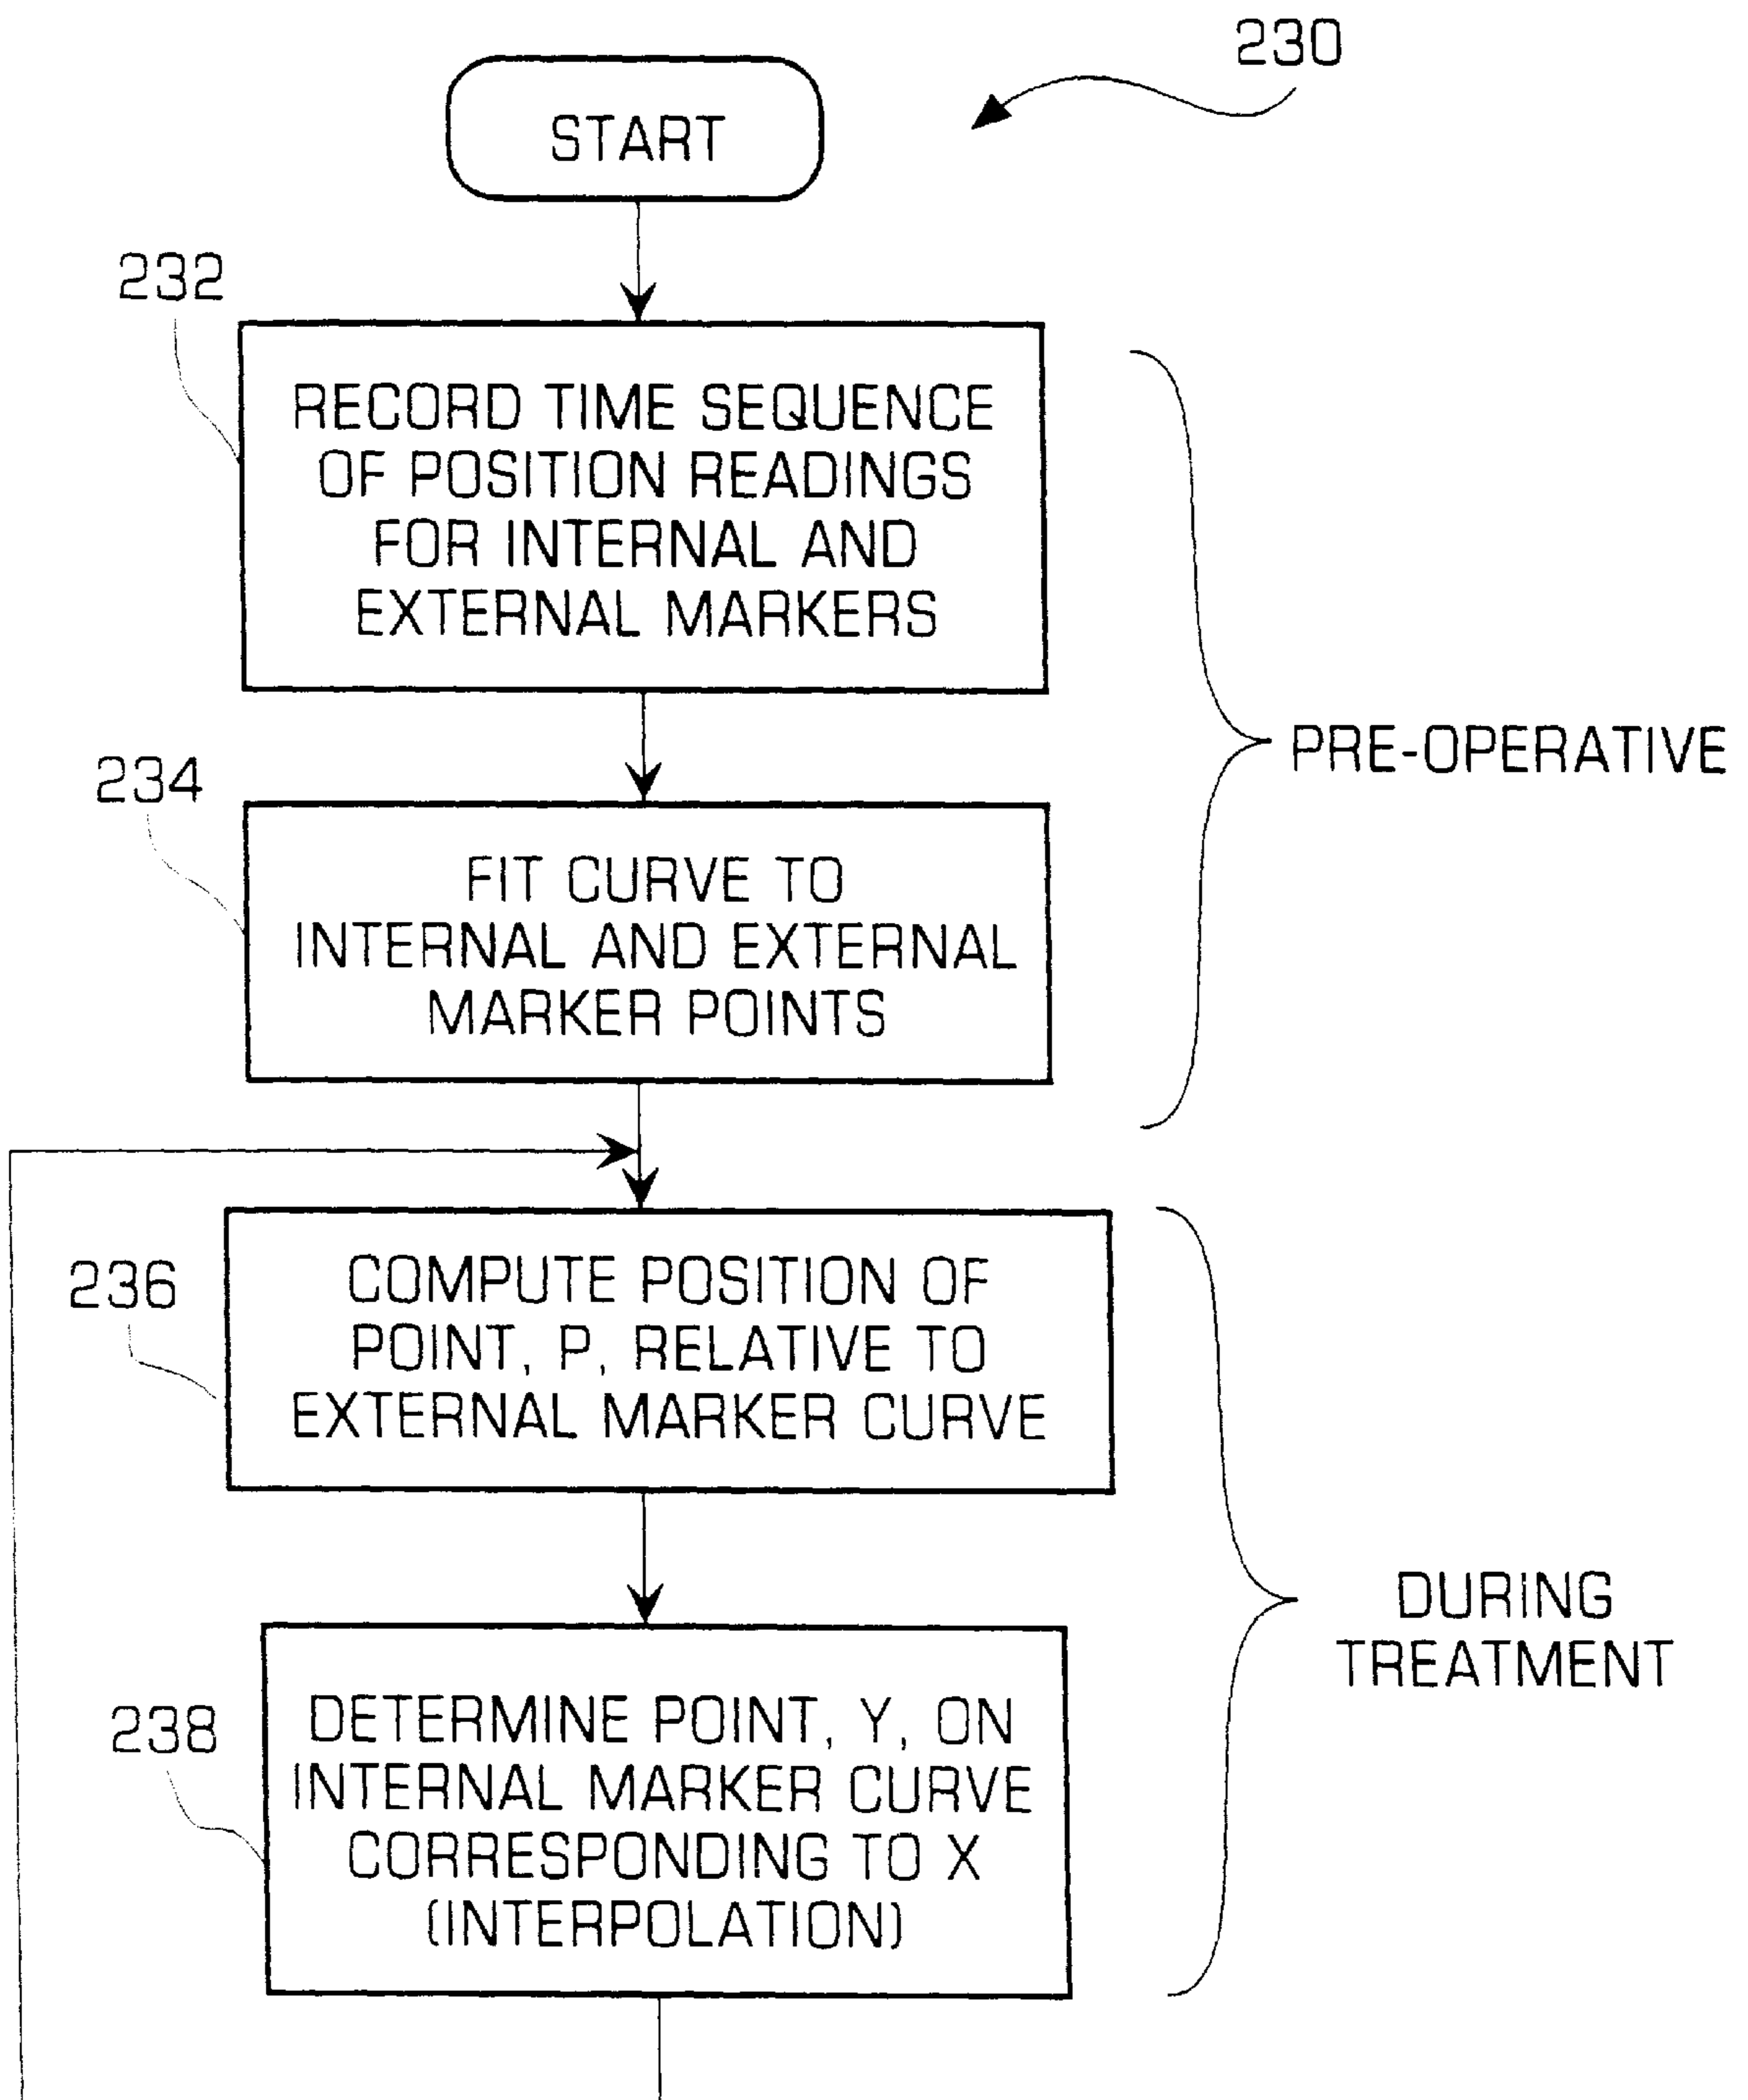 230
START
232
RECORD TIME SEQUENCE
OF POSITION READINGS
FOR INTERNAL AND
EXTERNAL MARKERS
PRE-OPERATIVE
234
FIT CURVE TO
INTERNAL AND EXTERNAL
MARKER POINTS
236
COMPUTE POSITION OF
POINT, P, RELATIVE TO
EXTERNAL MARKER CURVE
DURING
TREATMENT
238
DETERMINE POINT, Y, ON
INTERNAL MARKER CURVE
CORRESPONDING TO X
(INTERPOLATION)